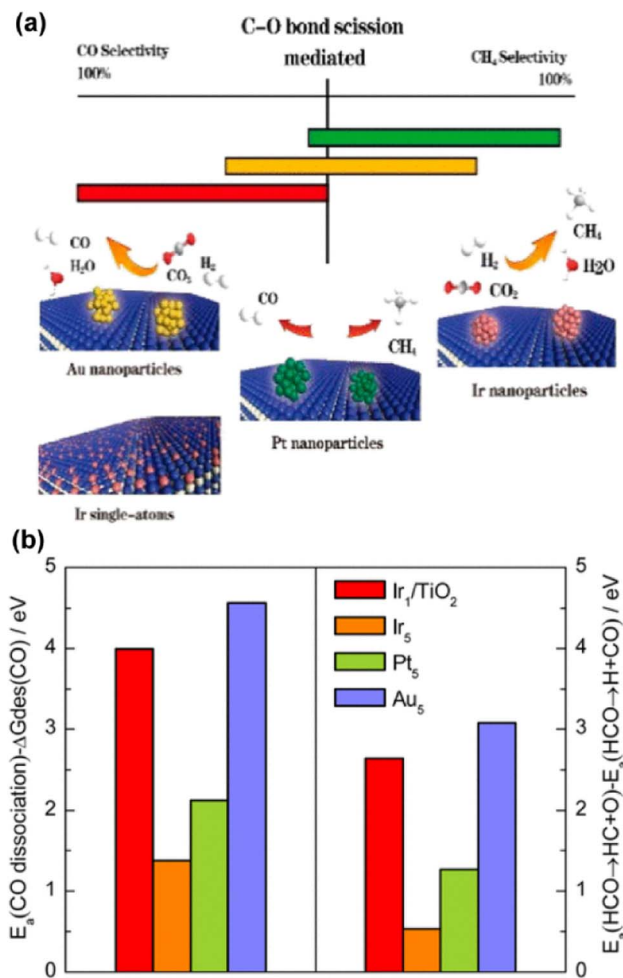 (a)
C–O bond scission
mediated
CO Selectivity
100%
CH₄ Selectivity
100%
CO
H₂O
CO₂
H₂
Au nanoparticles
Ir single-atoms
CO
CH₄
Pt nanoparticles
H₂
CO₂
CH₄
H2O
Ir nanoparticles
(b)
Eₐ(CO dissociation)-ΔGdes(CO) / eV
5
4
3
2
1
0
Ir₁/TiO₂
Ir₅
Pt₅
Au₅
5
4
3
2
1
0
Eₐ(HCO→HC+O)-Eₐ(HCO→H+CO) / eV